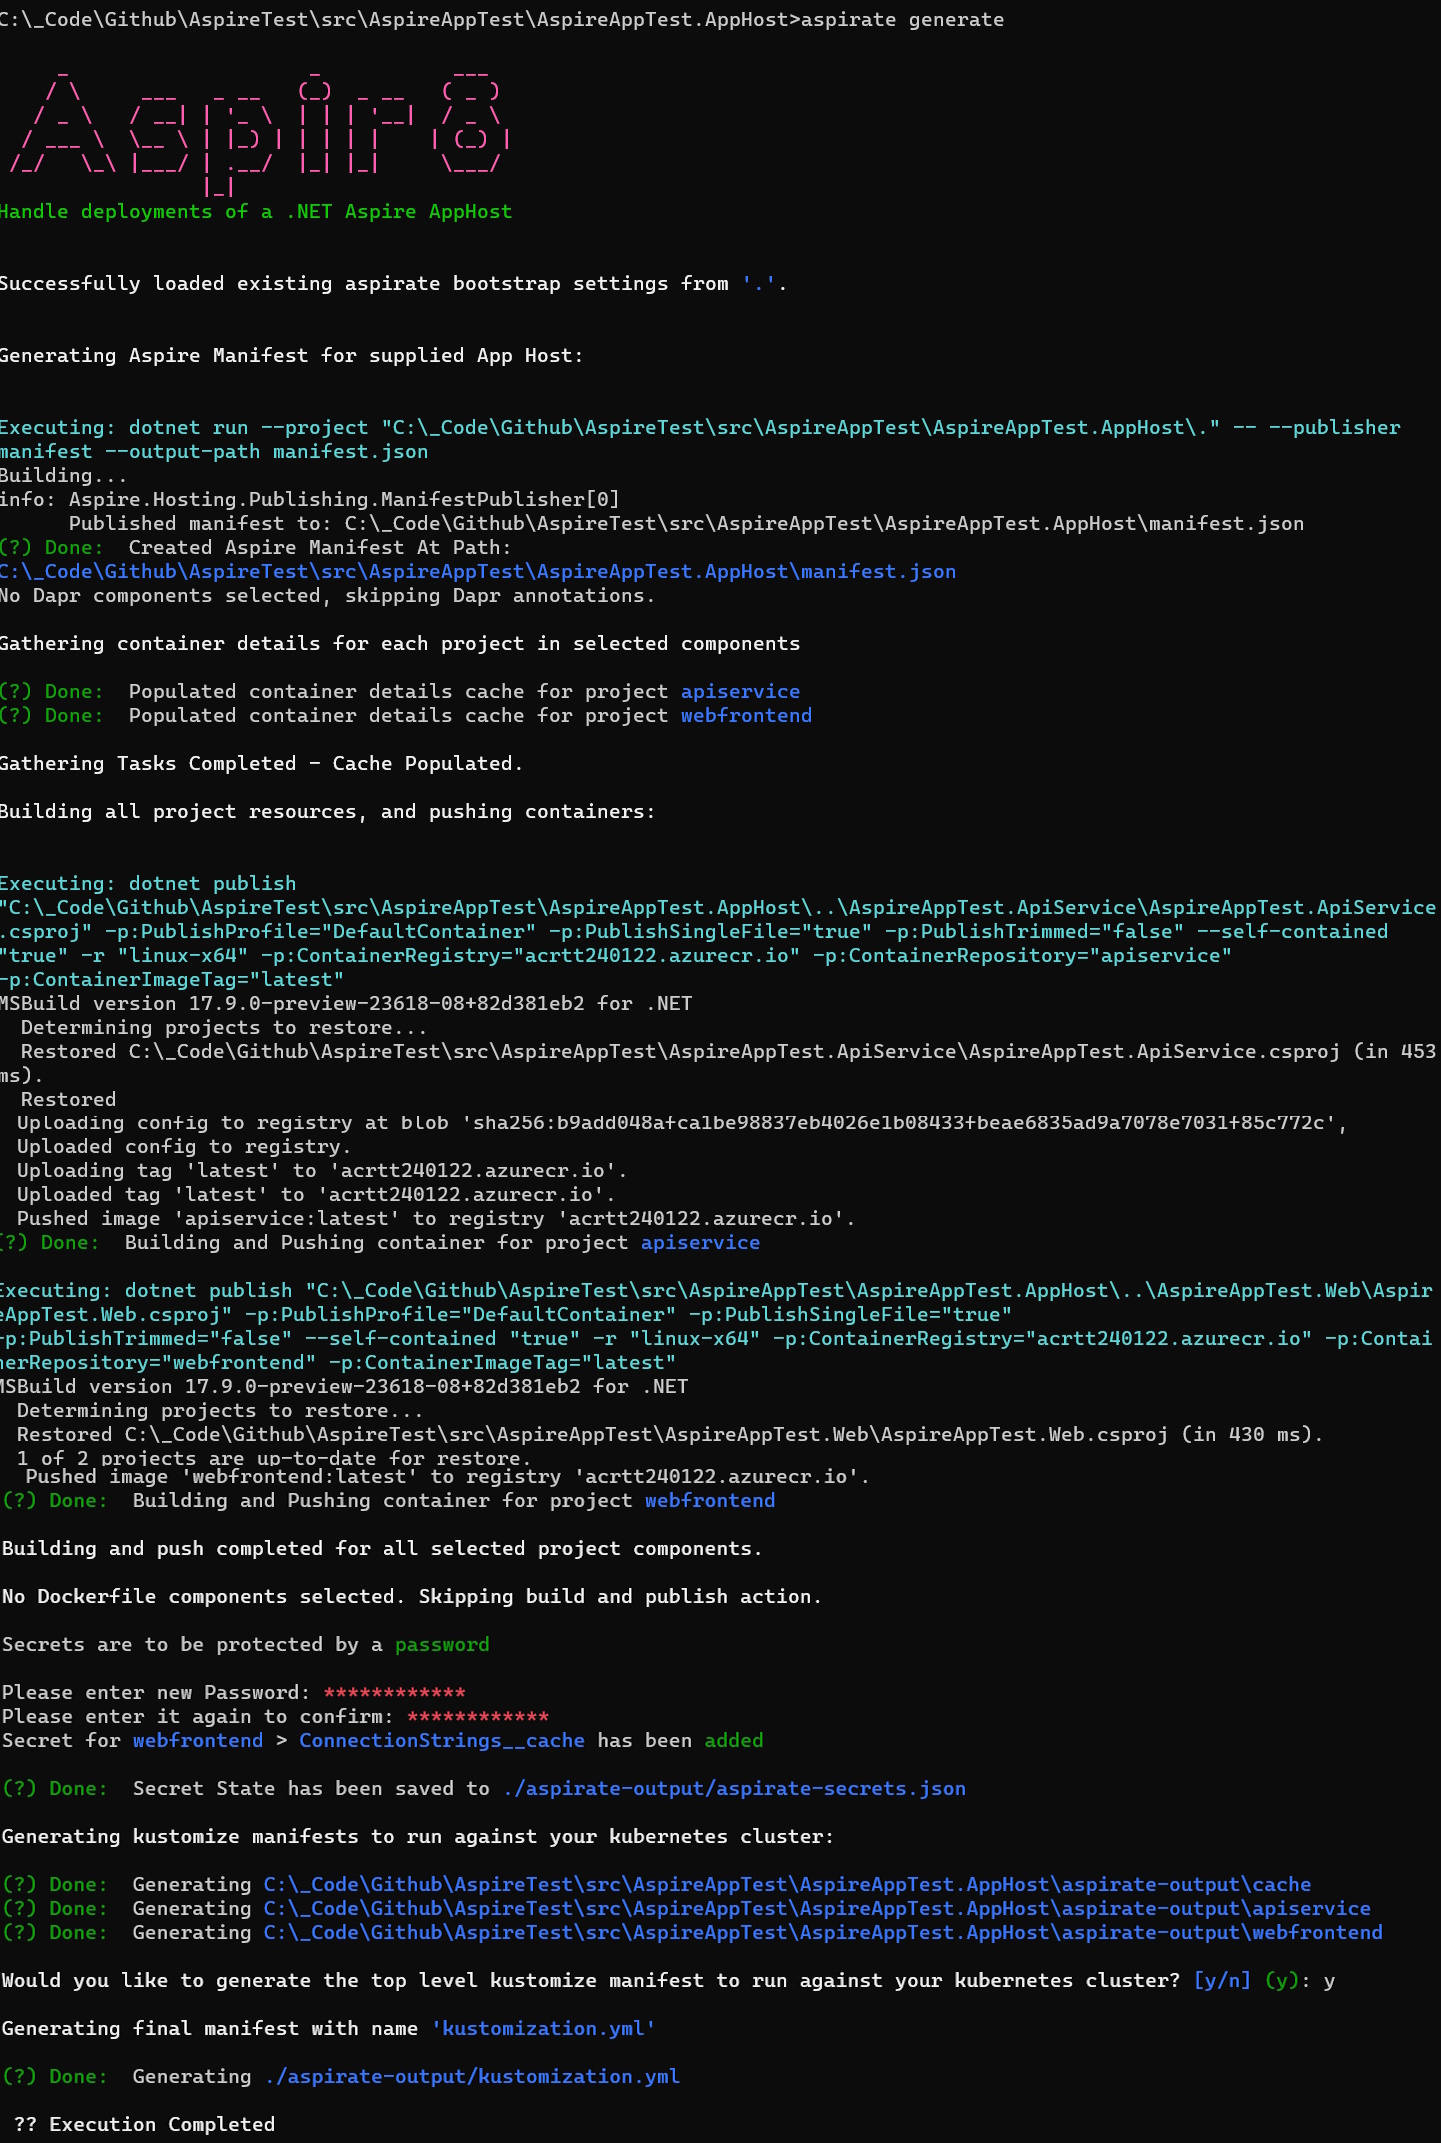 C:\_Code\Github\AspireTest\src\AspireAppTest\AspireAppTest.AppHost>aspirate generate
Aspir8
Handle deployments of a .NET Aspire AppHost
Successfully loaded existing aspirate bootstrap settings from '.'.
Generating Aspire Manifest for supplied App Host:
Executing: dotnet run --project "C:\_Code\Github\AspireTest\src\AspireAppTest\AspireAppTest.AppHost\." -- --publisher
manifest --output-path manifest.json
Building...
info: Aspire.Hosting.Publishing.ManifestPublisher[0]
      Published manifest to: C:\_Code\Github\AspireTest\src\AspireAppTest\AspireAppTest.AppHost\manifest.json
(?) Done:  Created Aspire Manifest At Path:
C:\_Code\Github\AspireTest\src\AspireAppTest\AspireAppTest.AppHost\manifest.json
No Dapr components selected, skipping Dapr annotations.
Gathering container details for each project in selected components
(?) Done:  Populated container details cache for project apiservice
(?) Done:  Populated container details cache for project webfrontend
Gathering Tasks Completed - Cache Populated.
Building all project resources, and pushing containers:
Executing: dotnet publish
"C:\_Code\Github\AspireTest\src\AspireAppTest\AspireAppTest.AppHost\..\AspireAppTest.ApiService\AspireAppTest.ApiService
.csproj" -p:PublishProfile="DefaultContainer" -p:PublishSingleFile="true" -p:PublishTrimmed="false" --self-contained
"true" -r "linux-x64" -p:ContainerRegistry="acrtt240122.azurecr.io" -p:ContainerRepository="apiservice"
-p:ContainerImageTag="latest"
MSBuild version 17.9.0-preview-23618-08+82d381eb2 for .NET
  Determining projects to restore...
  Restored C:\_Code\Github\AspireTest\src\AspireAppTest\AspireAppTest.ApiService\AspireAppTest.ApiService.csproj (in 453
ms).
  Restored
  Uploading config to registry at blob 'sha256:b9add048afca1be98837eb4026e1b08433fbeae6835ad9a7078e7031f85c772c',
  Uploaded config to registry.
  Uploading tag 'latest' to 'acrtt240122.azurecr.io'.
  Uploaded tag 'latest' to 'acrtt240122.azurecr.io'.
  Pushed image 'apiservice:latest' to registry 'acrtt240122.azurecr.io'.
(?) Done:  Building and Pushing container for project apiservice
Executing: dotnet publish "C:\_Code\Github\AspireTest\src\AspireAppTest\AspireAppTest.AppHost\..\AspireAppTest.Web\Aspir
eAppTest.Web.csproj" -p:PublishProfile="DefaultContainer" -p:PublishSingleFile="true"
-p:PublishTrimmed="false" --self-contained "true" -r "linux-x64" -p:ContainerRegistry="acrtt240122.azurecr.io" -p:Contai
nerRepository="webfrontend" -p:ContainerImageTag="latest"
MSBuild version 17.9.0-preview-23618-08+82d381eb2 for .NET
  Determining projects to restore...
  Restored C:\_Code\Github\AspireTest\src\AspireAppTest\AspireAppTest.Web\AspireAppTest.Web.csproj (in 430 ms).
  1 of 2 projects are up-to-date for restore.
  Pushed image 'webfrontend:latest' to registry 'acrtt240122.azurecr.io'.
(?) Done:  Building and Pushing container for project webfrontend
Building and push completed for all selected project components.
No Dockerfile components selected. Skipping build and publish action.
Secrets are to be protected by a password
Please enter new Password: ************
Please enter it again to confirm: ************
Secret for webfrontend > ConnectionStrings__cache has been added
(?) Done:  Secret State has been saved to ./aspirate-output/aspirate-secrets.json
Generating kustomize manifests to run against your kubernetes cluster:
(?) Done:  Generating C:\_Code\Github\AspireTest\src\AspireAppTest\AspireAppTest.AppHost\aspirate-output\cache
(?) Done:  Generating C:\_Code\Github\AspireTest\src\AspireAppTest\AspireAppTest.AppHost\aspirate-output\apiservice
(?) Done:  Generating C:\_Code\Github\AspireTest\src\AspireAppTest\AspireAppTest.AppHost\aspirate-output\webfrontend
Would you like to generate the top level kustomize manifest to run against your kubernetes cluster? [y/n] (y): y
Generating final manifest with name 'kustomization.yml'
(?) Done:  Generating ./aspirate-output/kustomization.yml
 ?? Execution Completed